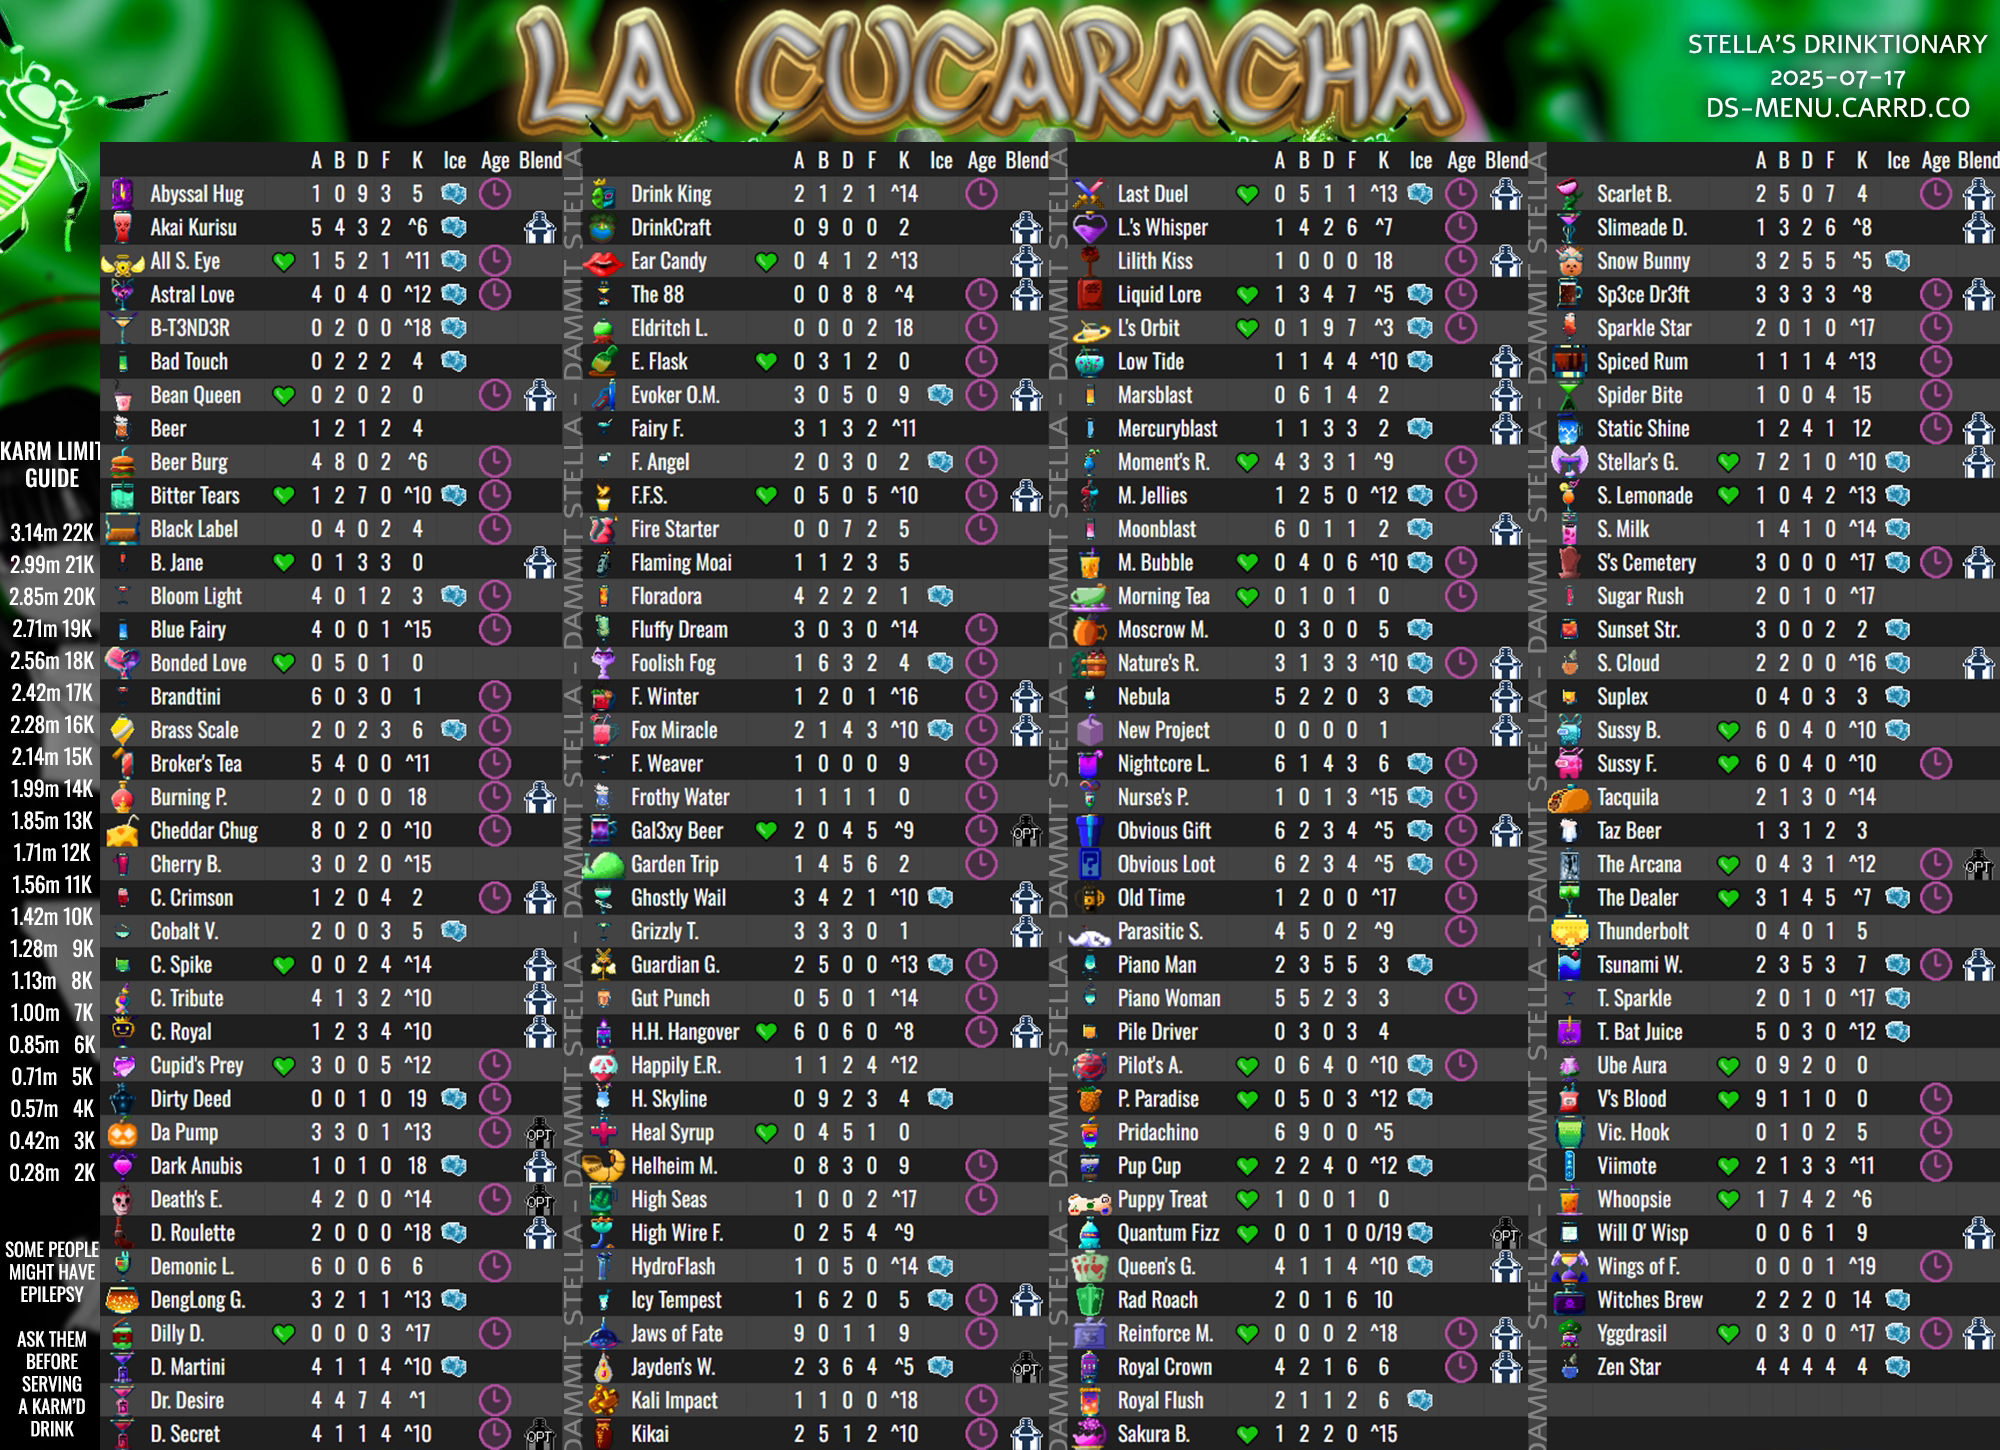 LA CUCARACHA
STELLA'S DRINKTIONARY
2025-07-17
DS-MENU.CARRD.CO
KARM LIMIT
GUIDE
3.14m 22K
2.99m 21K
2.85m 20K
2.71m 19K
2.56m 18K
2.42m 17K
2.28m 16K
2.14m 15K
1.99m 14K
1.85m 13K
1.71m 12K
1.56m 11K
1.42m 10K
1.28m 9K
1.13m 8K
1.00m 7K
0.85m 6K
0.71m 5K
0.57m 4K
0.42m 3K
0.28m 2K
SOME PEOPLE
MIGHT HAVE
EPILEPSY
ASK THEM
BEFORE
SERVING
A KARM'D
DRINK
A B D F K Ice Age Blend
Abyssal Hug 1 0 9 3 5
Akai Kurisu 5 4 3 2 ^6
All S. Eye 1 5 2 1 ^11
Astral Love 4 0 4 0 ^12
B-T3ND3R 0 2 0 0 ^18
Bad Touch 0 2 2 2 4
Bean Queen 0 2 0 2 0
Beer 1 2 1 2 4
Beer Burg 4 8 0 2 ^6
Bitter Tears 1 2 7 0 ^10
Black Label 0 4 0 2 4
B. Jane 0 1 3 3 0
Bloom Light 4 0 1 2 3
Blue Fairy 4 0 0 1 ^15
Bonded Love 0 5 0 1 0
Brandtini 6 0 3 0 1
Brass Scale 2 0 2 3 6
Broker's Tea 5 4 0 0 ^11
Burning P. 2 0 0 0 18
Cheddar Chug 8 0 2 0 ^10
Cherry B. 3 0 2 0 ^15
C. Crimson 1 2 0 4 2
Cobalt V. 2 0 0 3 5
C. Spike 0 0 2 4 ^14
C. Tribute 4 1 3 2 ^10
C. Royal 1 2 3 4 ^10
Cupid's Prey 3 0 0 5 ^12
Dirty Deed 0 0 1 0 19
Da Pump 3 3 0 1 ^13 OPT
Dark Anubis 1 0 1 0 18
Death's E. 4 2 0 0 ^14 OPT
D. Roulette 2 0 0 0 ^18
Demonic L. 6 0 0 6 6
DengLong G. 3 2 1 1 ^13
Dilly D. 0 0 0 3 ^17
D. Martini 4 1 1 4 ^10
Dr. Desire 4 4 7 4 ^1
D. Secret 4 1 1 4 ^10 OPT
DAMMIT STELLA - DAMMIT STELLA - DAMMIT STELLA - DAMMIT STELLA - DAMMIT STELLA
A B D F K Ice Age Blend
Drink King 2 1 2 1 ^14
DrinkCraft 0 9 0 0 2
Ear Candy 0 4 1 2 ^13
The 88 0 0 8 8 ^4
Eldritch L. 0 0 0 2 18
E. Flask 0 3 1 2 0
Evoker O.M. 3 0 5 0 9
Fairy F. 3 1 3 2 ^11
F. Angel 2 0 3 0 2
F.F.S. 0 5 0 5 ^10
Fire Starter 0 0 7 2 5
Flaming Moai 1 1 2 3 5
Floradora 4 2 2 2 1
Fluffy Dream 3 0 3 0 ^14
Foolish Fog 1 6 3 2 4
F. Winter 1 2 0 1 ^16
Fox Miracle 2 1 4 3 ^10
F. Weaver 1 0 0 0 9
Frothy Water 1 1 1 1 0
Gal3xy Beer 2 0 4 5 ^9 OPT
Garden Trip 1 4 5 6 2
Ghostly Wail 3 4 2 1 ^10
Grizzly T. 3 3 3 0 1
Guardian G. 2 5 0 0 ^13
Gut Punch 0 5 0 1 ^14
H.H. Hangover 6 0 6 0 ^8
Happily E.R. 1 1 2 4 ^12
H. Skyline 0 9 2 3 4
Heal Syrup 0 4 5 1 0
Helheim M. 0 8 3 0 9
High Seas 1 0 0 2 ^17
High Wire F. 0 2 5 4 ^9
HydroFlash 1 0 5 0 ^14
Icy Tempest 1 6 2 0 5
Jaws of Fate 9 0 1 1 9
Jayden's W. 2 3 6 4 ^5 OPT
Kali Impact 1 1 0 0 ^18
Kikai 2 5 1 2 ^10
DAMMIT STELLA - DAMMIT STELLA - DAMMIT STELLA - DAMMIT STELLA - DAMMIT STELLA
A B D F K Ice Age Blend
Last Duel 0 5 1 1 ^13
L.'s Whisper 1 4 2 6 ^7
Lilith Kiss 1 0 0 0 18
Liquid Lore 1 3 4 7 ^5
L's Orbit 0 1 9 7 ^3
Low Tide 1 1 4 4 ^10
Marsblast 0 6 1 4 2
Mercuryblast 1 1 3 3 2
Moment's R. 4 3 3 1 ^9
M. Jellies 1 2 5 0 ^12
Moonblast 6 0 1 1 2
M. Bubble 0 4 0 6 ^10
Morning Tea 0 1 0 1 0
Moscrow M. 0 3 0 0 5
Nature's R. 3 1 3 3 ^10
Nebula 5 2 2 0 3
New Project 0 0 0 0 1
Nightcore L. 6 1 4 3 6
Nurse's P. 1 0 1 3 ^15
Obvious Gift 6 2 3 4 ^5
Obvious Loot 6 2 3 4 ^5
Old Time 1 2 0 0 ^17
Parasitic S. 4 5 0 2 ^9
Piano Man 2 3 5 5 3
Piano Woman 5 5 2 3 3
Pile Driver 0 3 0 3 4
Pilot's A. 0 6 4 0 ^10
P. Paradise 0 5 0 3 ^12
Pridachino 6 9 0 0 ^5
Pup Cup 2 2 4 0 ^12
Puppy Treat 1 0 0 1 0
Quantum Fizz 0 0 1 0 0/19 OPT
Queen's G. 4 1 1 4 ^10
Rad Roach 2 0 1 6 10
Reinforce M. 0 0 0 2 ^18
Royal Crown 4 2 1 6 6
Royal Flush 2 1 1 2 6
Sakura B. 1 2 2 0 ^15
DAMMIT STELLA - DAMMIT STELLA - DAMMIT STELLA - DAMMIT STELLA - DAMMIT STELLA
A B D F K Ice Age Blend
Scarlet B. 2 5 0 7 4
Slimeade D. 1 3 2 6 ^8
Snow Bunny 3 2 5 5 ^5
Sp3ce Dr3ft 3 3 3 3 ^8
Sparkle Star 2 0 1 0 ^17
Spiced Rum 1 1 1 4 ^13
Spider Bite 1 0 0 4 15
Static Shine 1 2 4 1 12
Stellar's G. 7 2 1 0 ^10
S. Lemonade 1 0 4 2 ^13
S. Milk 1 4 1 0 ^14
S's Cemetery 3 0 0 0 ^17
Sugar Rush 2 0 1 0 ^17
Sunset Str. 3 0 0 2 2
S. Cloud 2 2 0 0 ^16
Suplex 0 4 0 3 3
Sussy B. 6 0 4 0 ^10
Sussy F. 6 0 4 0 ^10
Tacquila 2 1 3 0 ^14
Taz Beer 1 3 1 2 3
The Arcana 0 4 3 1 ^12 OPT
The Dealer 3 1 4 5 ^7
Thunderbolt 0 4 0 1 5
Tsunami W. 2 3 5 3 7
T. Sparkle 2 0 1 0 ^17
T. Bat Juice 5 0 3 0 ^12
Ube Aura 0 9 2 0 0
V's Blood 9 1 1 0 0
Vic. Hook 0 1 0 2 5
Viimote 2 1 3 3 ^11
Whoopsie 1 7 4 2 ^6
Will O' Wisp 0 0 6 1 9
Wings of F. 0 0 0 1 ^19
Witches Brew 2 2 2 0 14
Yggdrasil 0 3 0 0 ^17
Zen Star 4 4 4 4 4